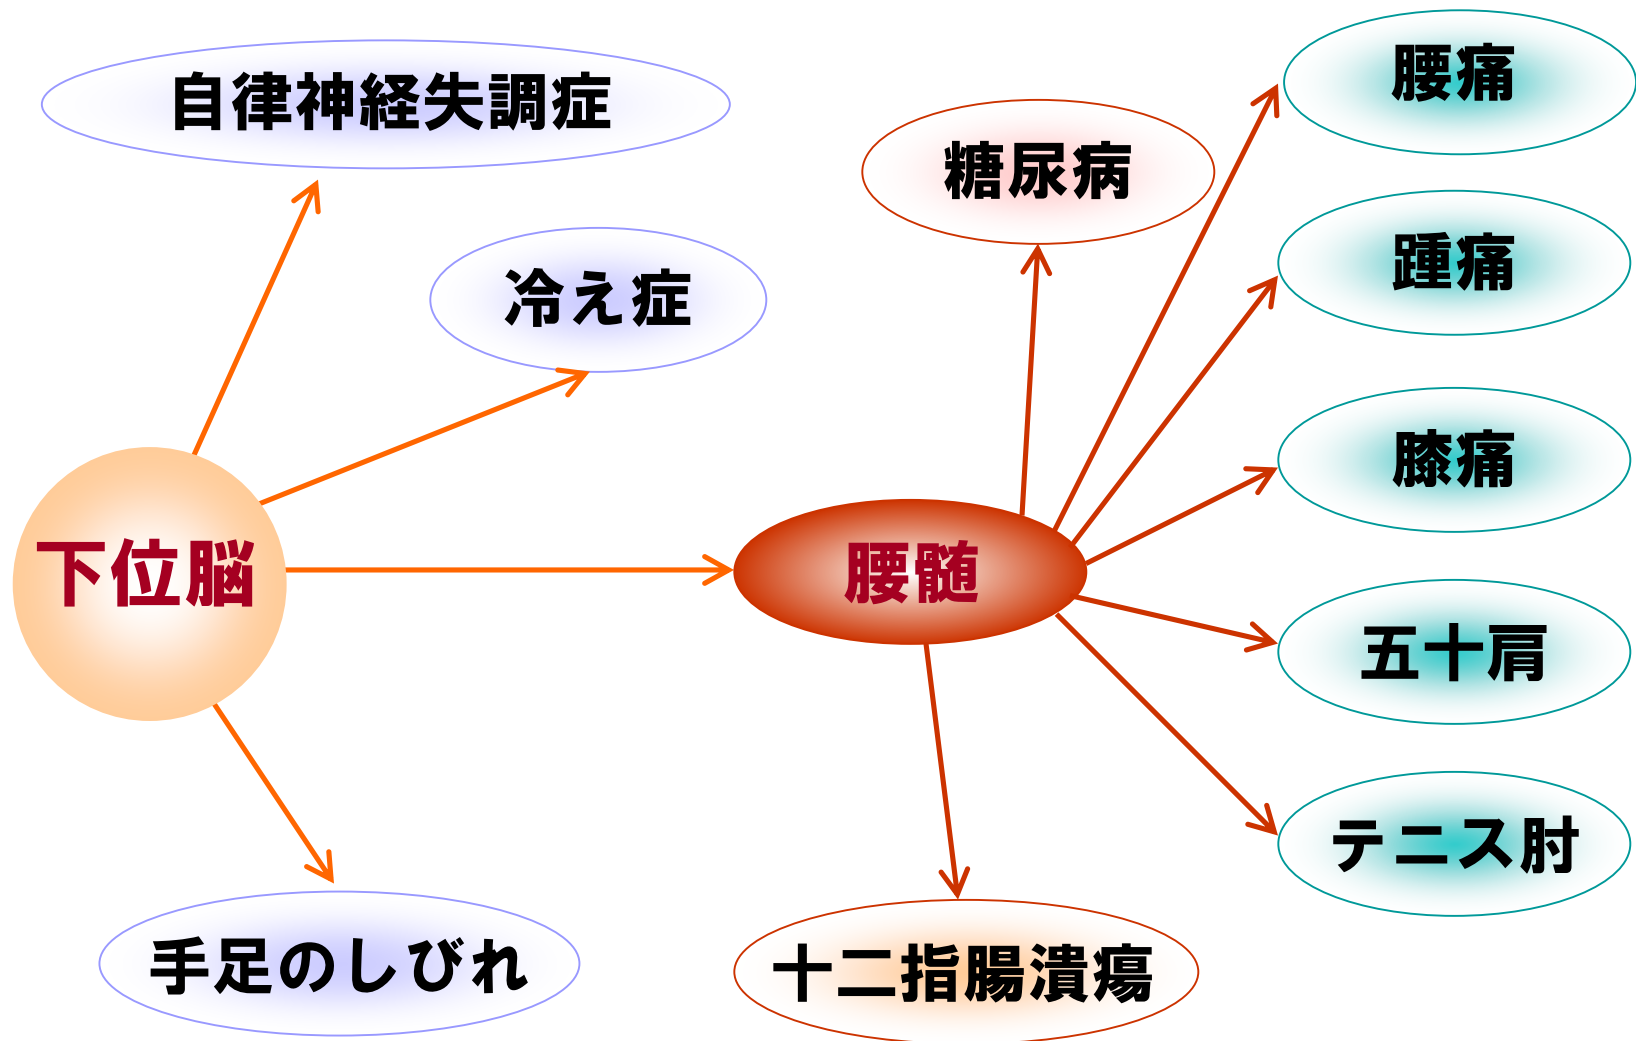 自律神経失調症
冷え症
下位脳
手足のしびれ
糖尿病
腰髄
十二指腸潰瘍
腰痛
踵痛
膝痛
五十肩
テニス肘